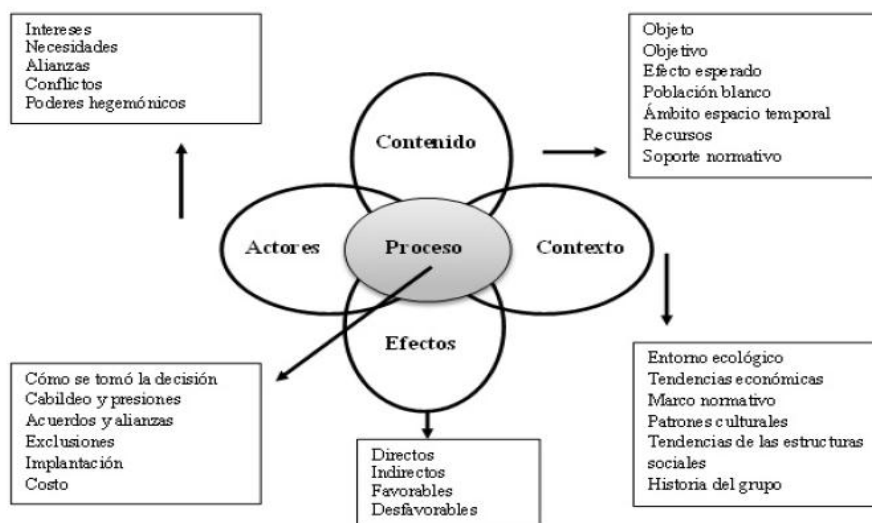 Intereses
Necesidades
Alianzas
Conflictos
Poderes hegemónicos
Objeto
Objetivo
Efecto esperado
Población blanco
Ámbito espacio temporal
Recursos
Soporte normativo
Contenido
Actores
Proceso
Contexto
Efectos
Cómo se tomó la decisión
Cabildeo y presiones
Acuerdos y alianzas
Exclusiones
Implantación
Costo
Directos
Indirectos
Favorables
Desfavorables
Entorno ecológico
Tendencias económicas
Marco normativo
Patrones culturales
Tendencias de las estructuras
sociales
Historia del grupo